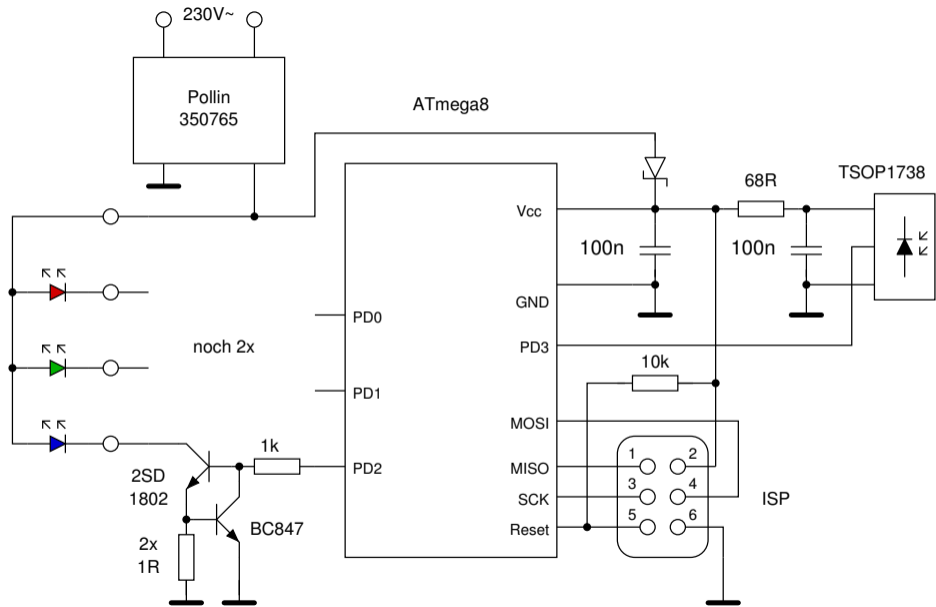 230V~
Pollin
350765
ATmega8
TSOP1738
68R
Vcc
100n
100n
GND
PD0
noch 2x
PD3
10k
PD1
MOSI
1k
1
2
PD2
MISO
2SD
1802
3
4
SCK
ISP
5
6
BC847
Reset
2x
1R